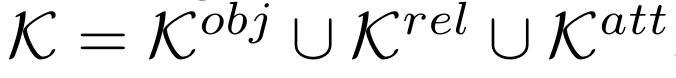 𝒦 = 𝒦^{obj} ∪ 𝒦^{rel} ∪ 𝒦^{att}